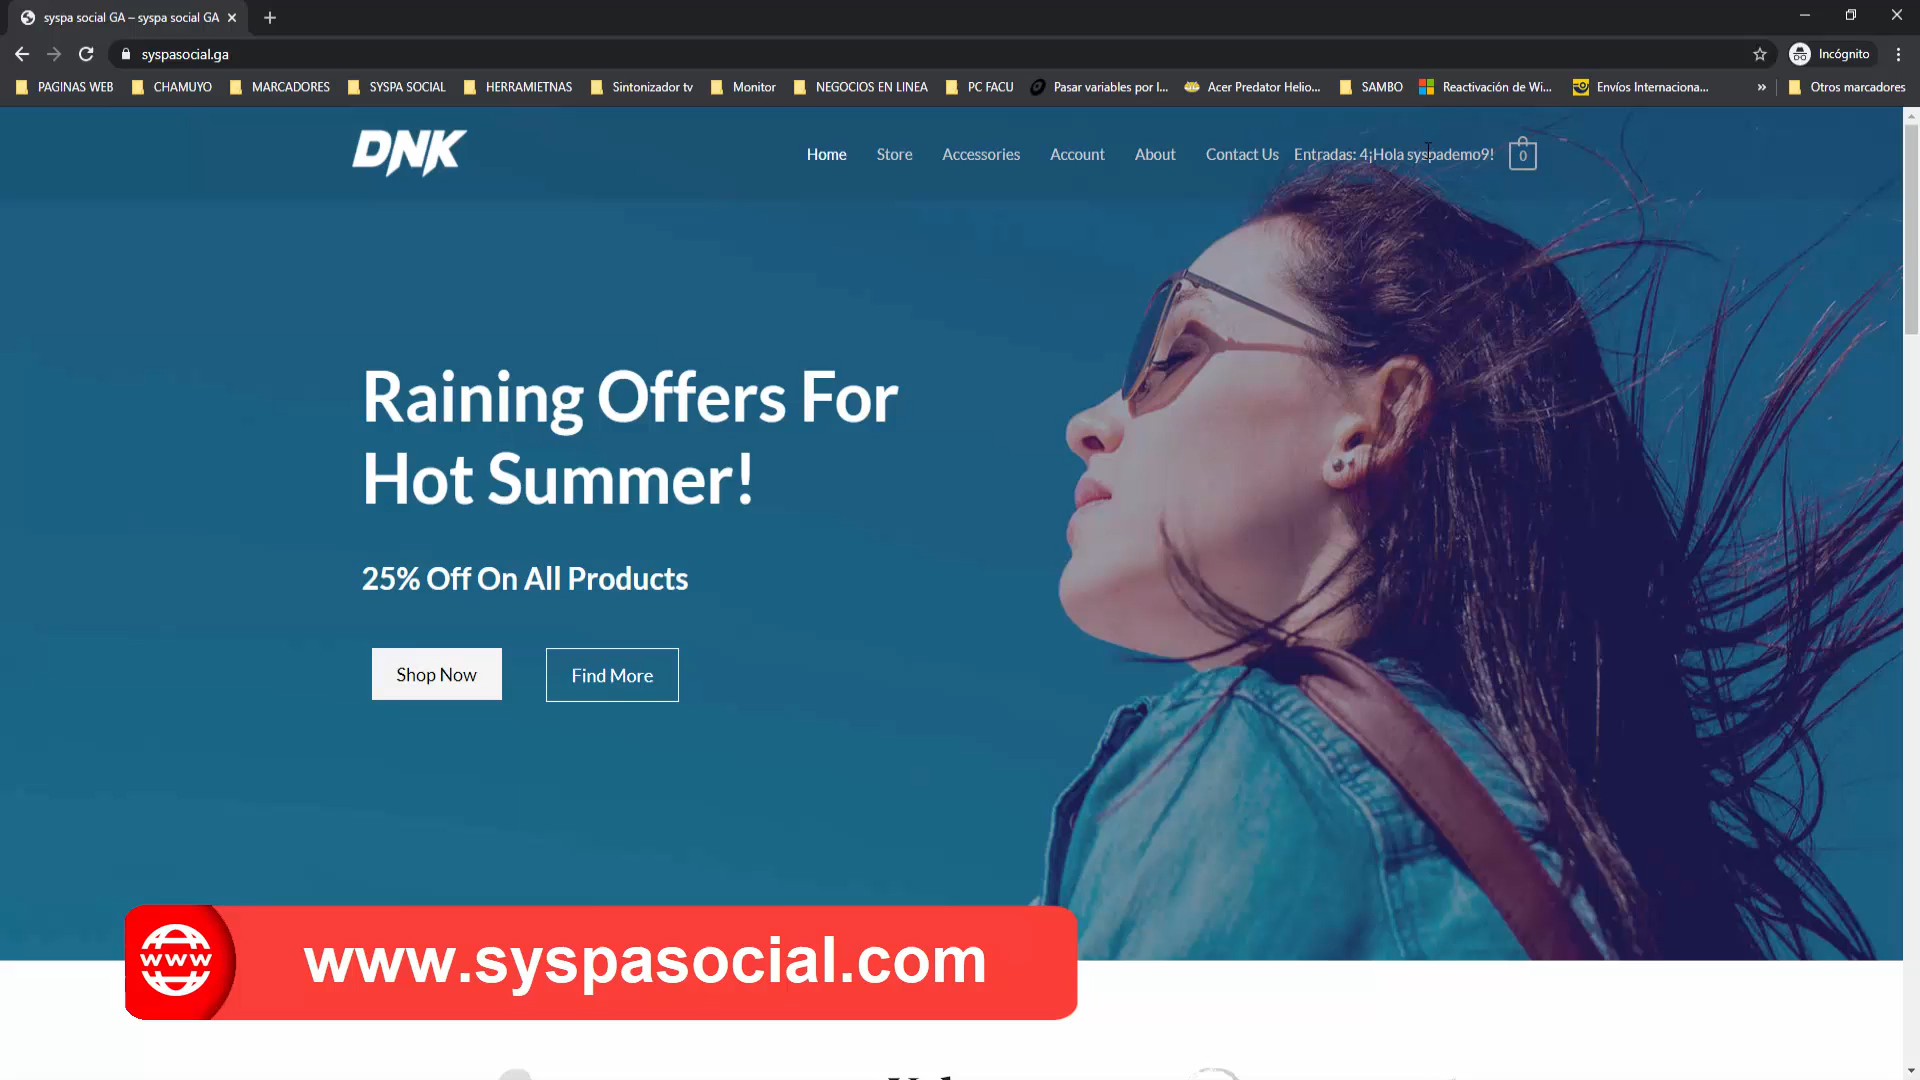 syspa social GA – syspa social GA
syspasocial.ga
Incógnito
PAGINAS WEB CHAMUYO MARCADORES SYSPA SOCIAL HERRAMIETNAS Sintonizador tv Monitor NEGOCIOS EN LINEA PC FACU Pasar variables por l... Acer Predator Helio... SAMBO Reactivación de Wi... Envíos Internaciona... » Otros marcadores
DNK
Home Store Accessories Account About Contact Us Entradas: 4¡Hola syspademo9! 0
Raining Offers For
Hot Summer!
25% Off On All Products
Shop Now Find More
WWW
www.syspasocial.com